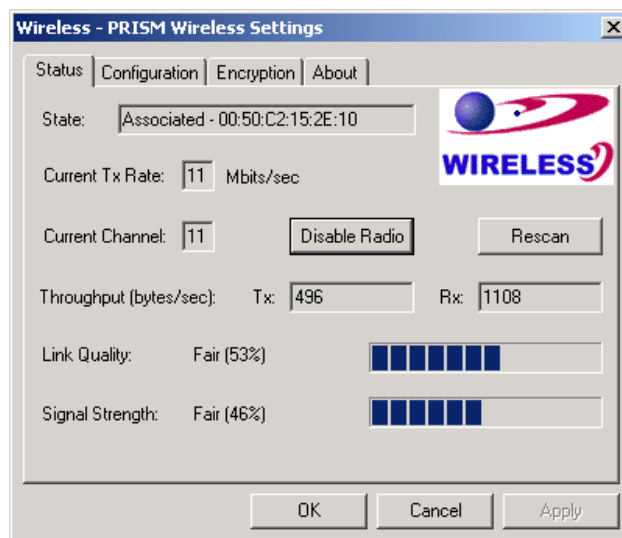 Wireless - PRISM Wireless Settings
Status Configuration Encryption About
State: Associated - 00:50:C2:15:2E:10
WIRELESS
Current Tx Rate: 11 Mbits/sec
Current Channel: 11 Disable Radio Rescan
Throughput (bytes/sec): Tx: 496 Rx: 1108
Link Quality: Fair (53%)
Signal Strength: Fair (46%)
OK Cancel Apply